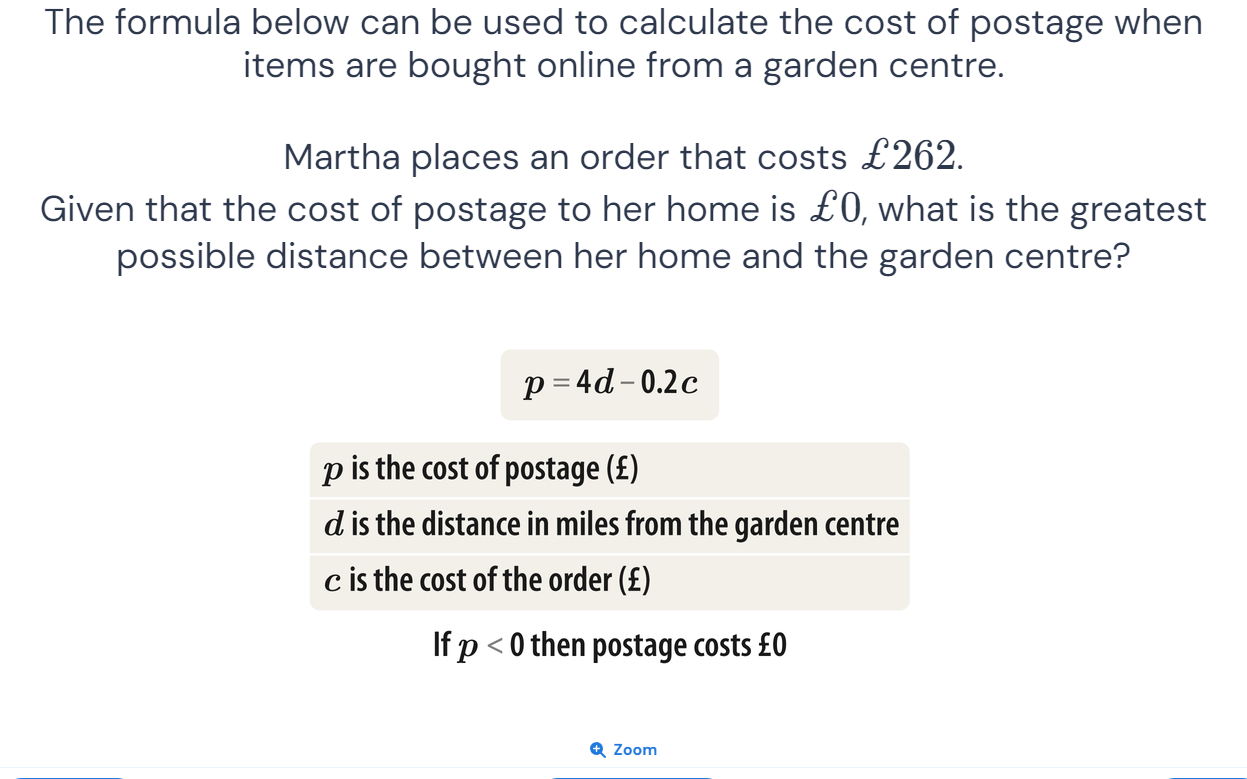 The formula below can be used to calculate the cost of postage when
items are bought online from a garden centre.
Martha places an order that costs £262.
Given that the cost of postage to her home is £0, what is the greatest
possible distance between her home and the garden centre?
p = 4d − 0.2c
p is the cost of postage (£)
d is the distance in miles from the garden centre
c is the cost of the order (£)
If p < 0 then postage costs £0
Zoom